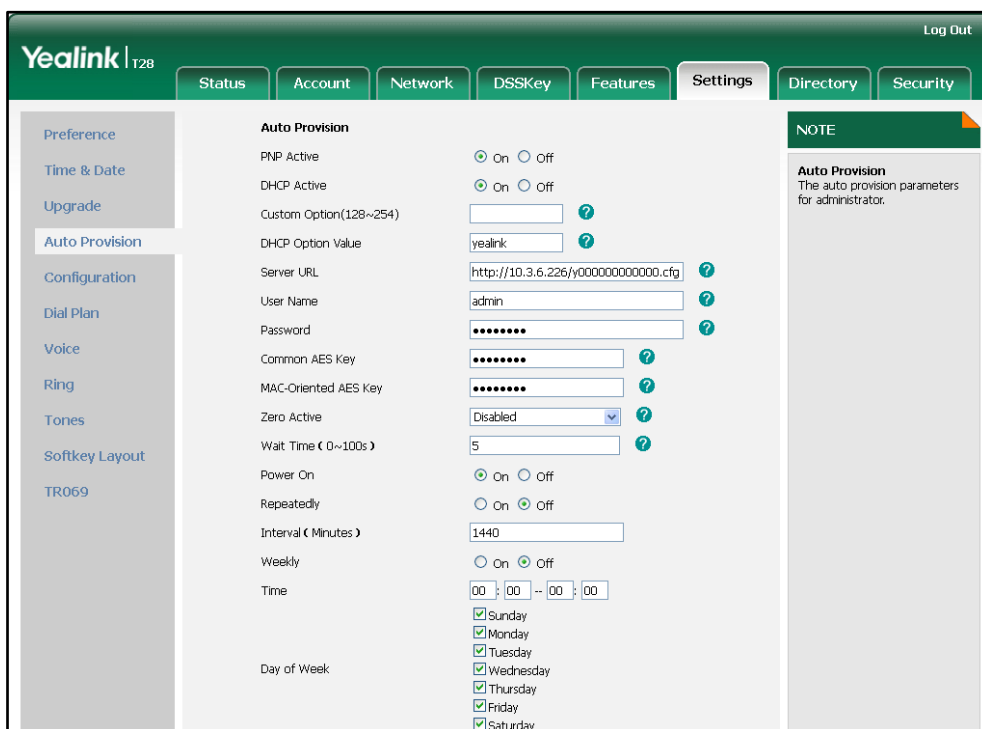 Log Out
Yealink T28
Status Account Network DSSKey Features Settings Directory Security
Preference
Time & Date
Upgrade
Auto Provision
Configuration
Dial Plan
Voice
Ring
Tones
Softkey Layout
TR069
Auto Provision
PNP Active On Off
DHCP Active On Off
Custom Option(128~254) ?
DHCP Option Value yealink ?
Server URL http://10.3.6.226/y000000000000.cfg ?
User Name admin ?
Password •••••••• ?
Common AES Key •••••••• ?
MAC-Oriented AES Key •••••••• ?
Zero Active Disabled ?
Wait Time ( 0~100s ) 5 ?
Power On On Off
Repeatedly On Off
Interval ( Minutes ) 1440
Weekly On Off
Time 00 : 00 -- 00 : 00
Sunday
Monday
Tuesday
Day of Week Wednesday
Thursday
Friday
Saturday
NOTE
Auto Provision
The auto provision parameters
for administrator.